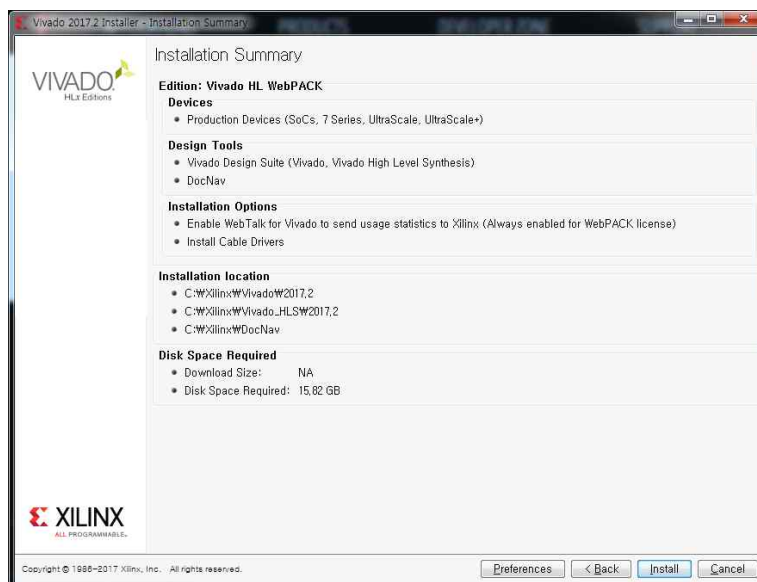 Vivado 2017.2 Installer - Installation Summary
VIVADO
HLx Editions
Installation Summary
Edition: Vivado HL WebPACK
Devices
Production Devices (SoCs, 7 Series, UltraScale, UltraScale+)
Design Tools
Vivado Design Suite (Vivado, Vivado High Level Synthesis)
DocNav
Installation Options
Enable WebTalk for Vivado to send usage statistics to Xilinx (Always enabled for WebPACK license)
Install Cable Drivers
Installation location
C:₩Xilinx₩Vivado₩2017.2
C:₩Xilinx₩Vivado_HLS₩2017.2
C:₩Xilinx₩DocNav
Disk Space Required
Download Size: NA
Disk Space Required: 15.82 GB
XILINX
ALL PROGRAMMABLE.
Copyright © 1986-2017 Xilinx, Inc. All rights reserved.
Preferences < Back Install Cancel